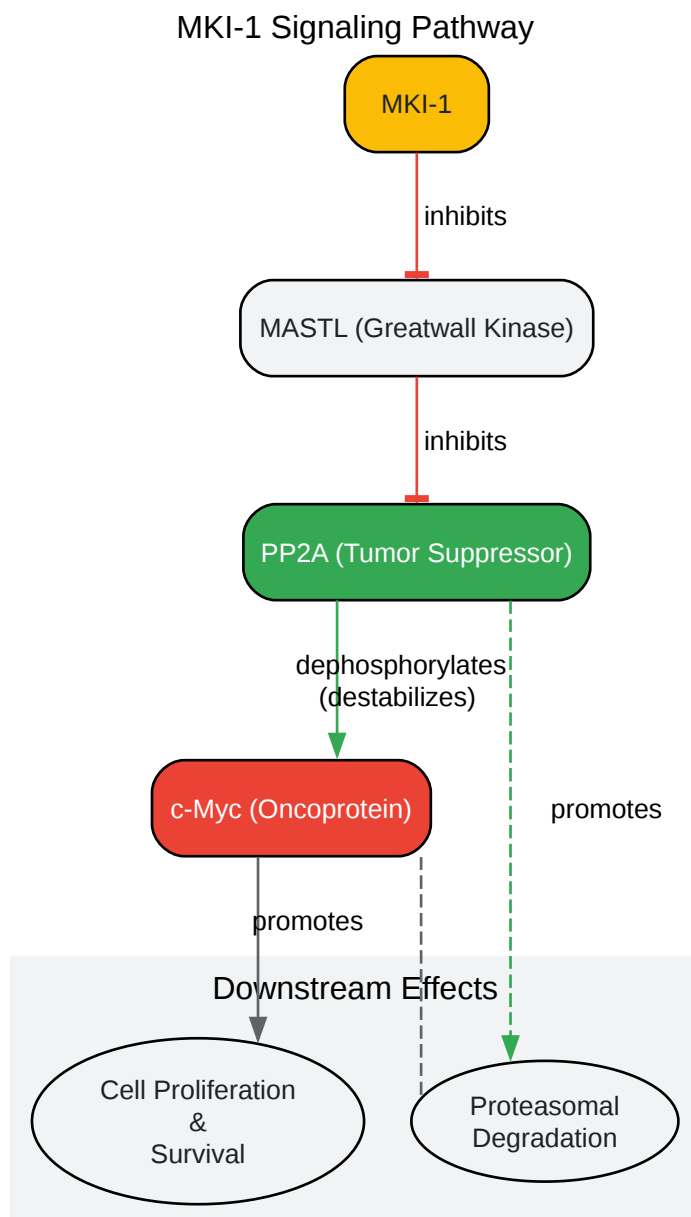 MKI-1 Signaling Pathway
MKI-1
inhibits
MASTL (Greatwall Kinase)
inhibits
PP2A (Tumor Suppressor)
dephosphorylates
(destabilizes)
c-Myc (Oncoprotein)
promotes
promotes
Downstream Effects
Cell Proliferation
&
Survival
Proteasomal
Degradation